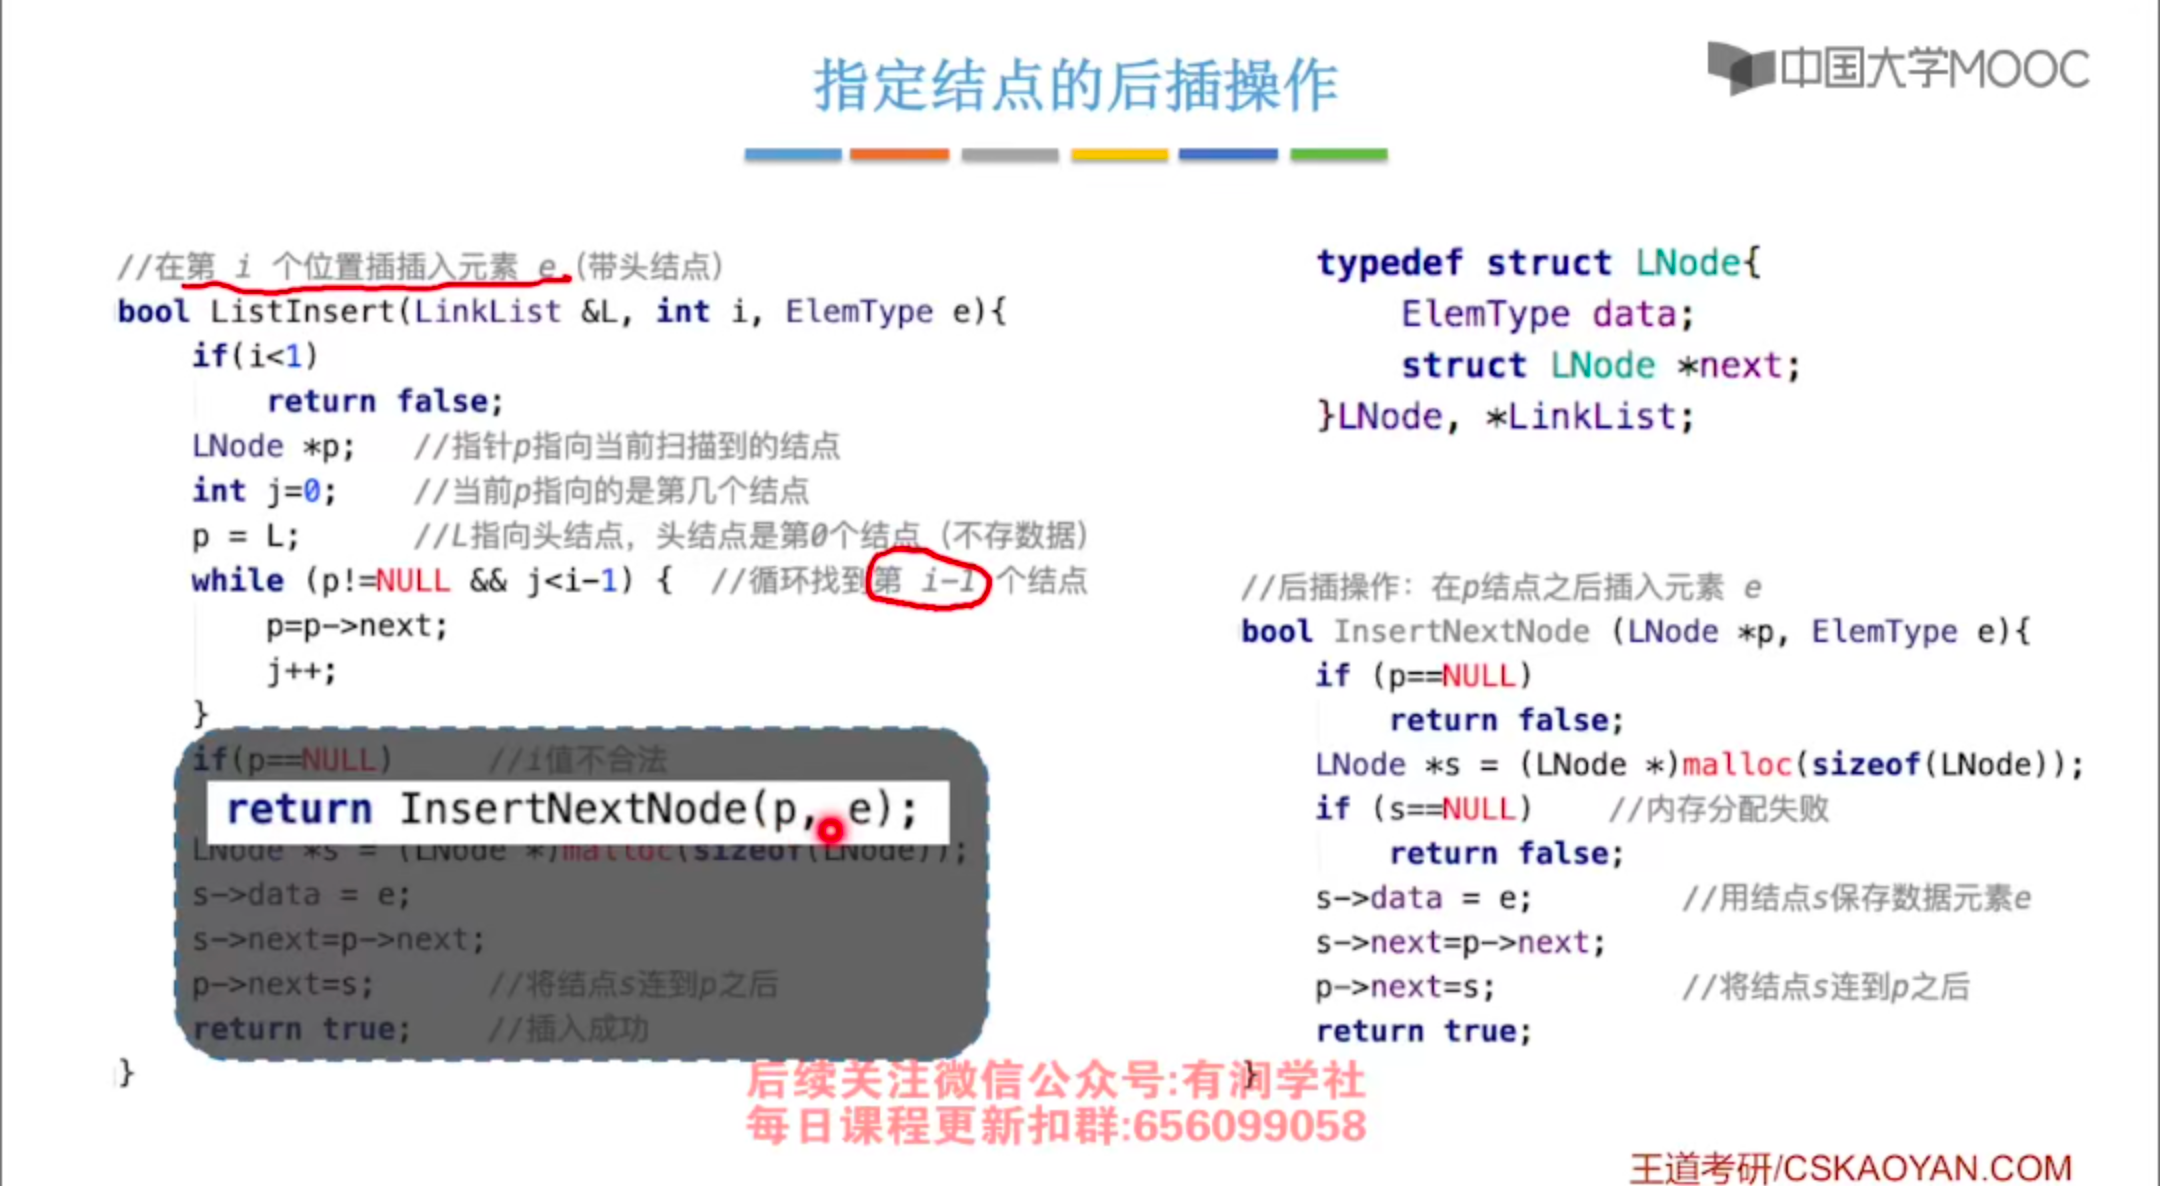 指定结点的后插操作
中国大学MOOC
//在第 i 个位置插插入元素 e (带头结点)
bool ListInsert(LinkList &L, int i, ElemType e){
    if(i<1)
        return false;
    LNode *p;   //指针p指向当前扫描到的结点
    int j=0;    //当前p指向的是第几个结点
    p = L;      //L指向头结点，头结点是第0个结点（不存数据）
    while (p!=NULL && j<i-1) {  //循环找到第 i-1 个结点
        p=p->next;
        j++;
    }
    if(p==NULL)     //i值不合法
    return InsertNextNode(p, e);
    LNode *s = (LNode *)malloc(sizeof(LNode));
    s->data = e;
    s->next=p->next;
    p->next=s;      //将结点s连到p之后
    return true;    //插入成功
}
typedef struct LNode{
    ElemType data;
    struct LNode *next;
}LNode, *LinkList;
//后插操作：在p结点之后插入元素 e
bool InsertNextNode (LNode *p, ElemType e){
    if (p==NULL)
        return false;
    LNode *s = (LNode *)malloc(sizeof(LNode));
    if (s==NULL)    //内存分配失败
        return false;
    s->data = e;        //用结点s保存数据元素e
    s->next=p->next;
    p->next=s;          //将结点s连到p之后
    return true;
}
后续关注微信公众号:有润学社
每日课程更新扣群:656099058
王道考研/CSKAOYAN.COM